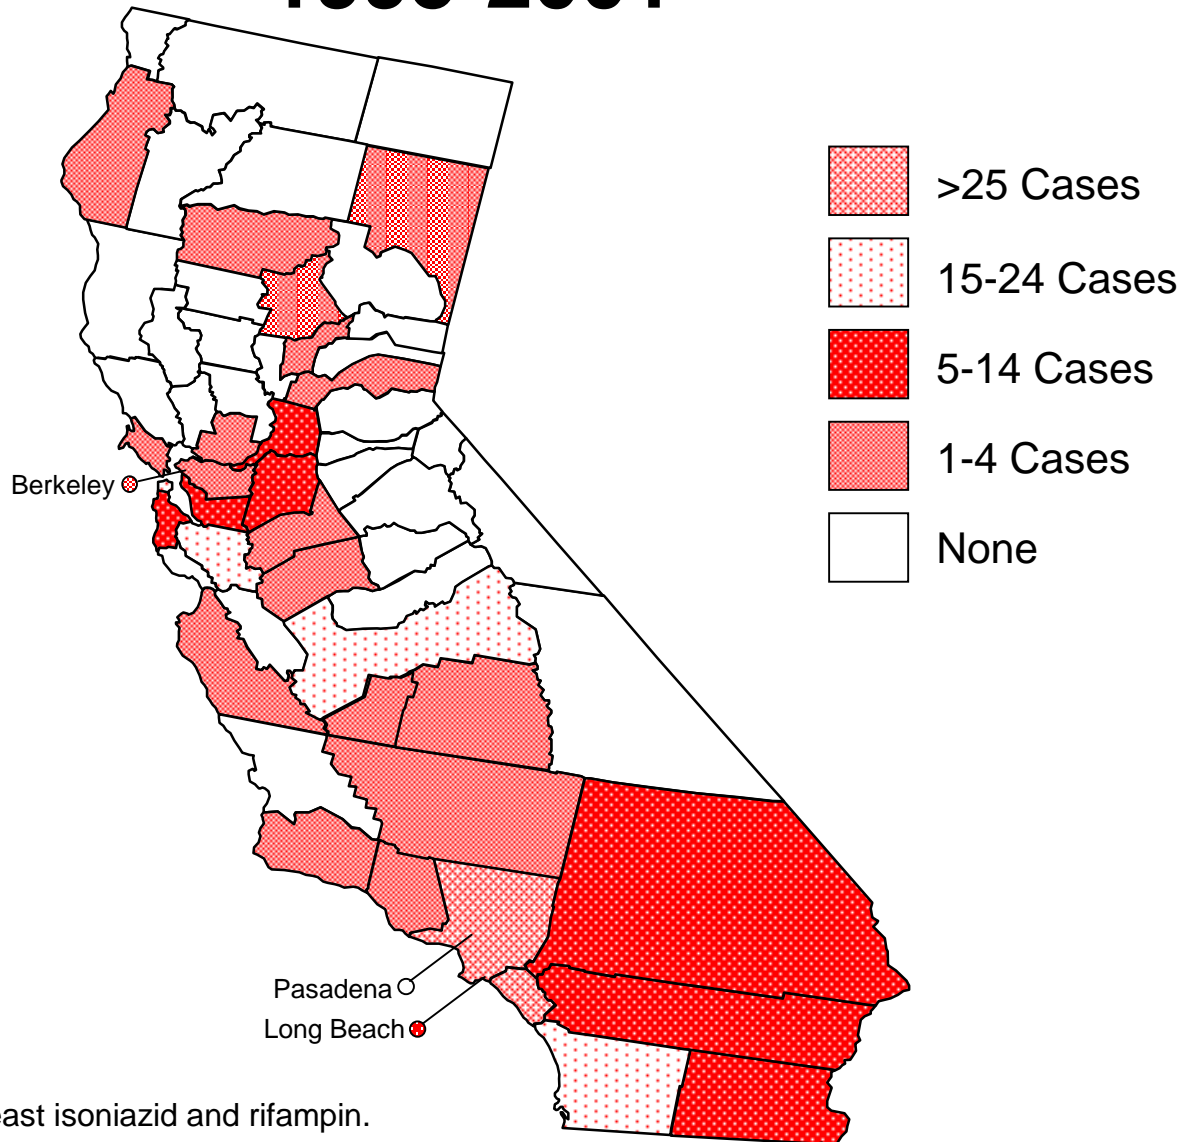 >25 Cases
15-24 Cases
5-14 Cases
1-4 Cases
None
Berkeley
Pasadena
Long Beach
isoniazid and rifampin.